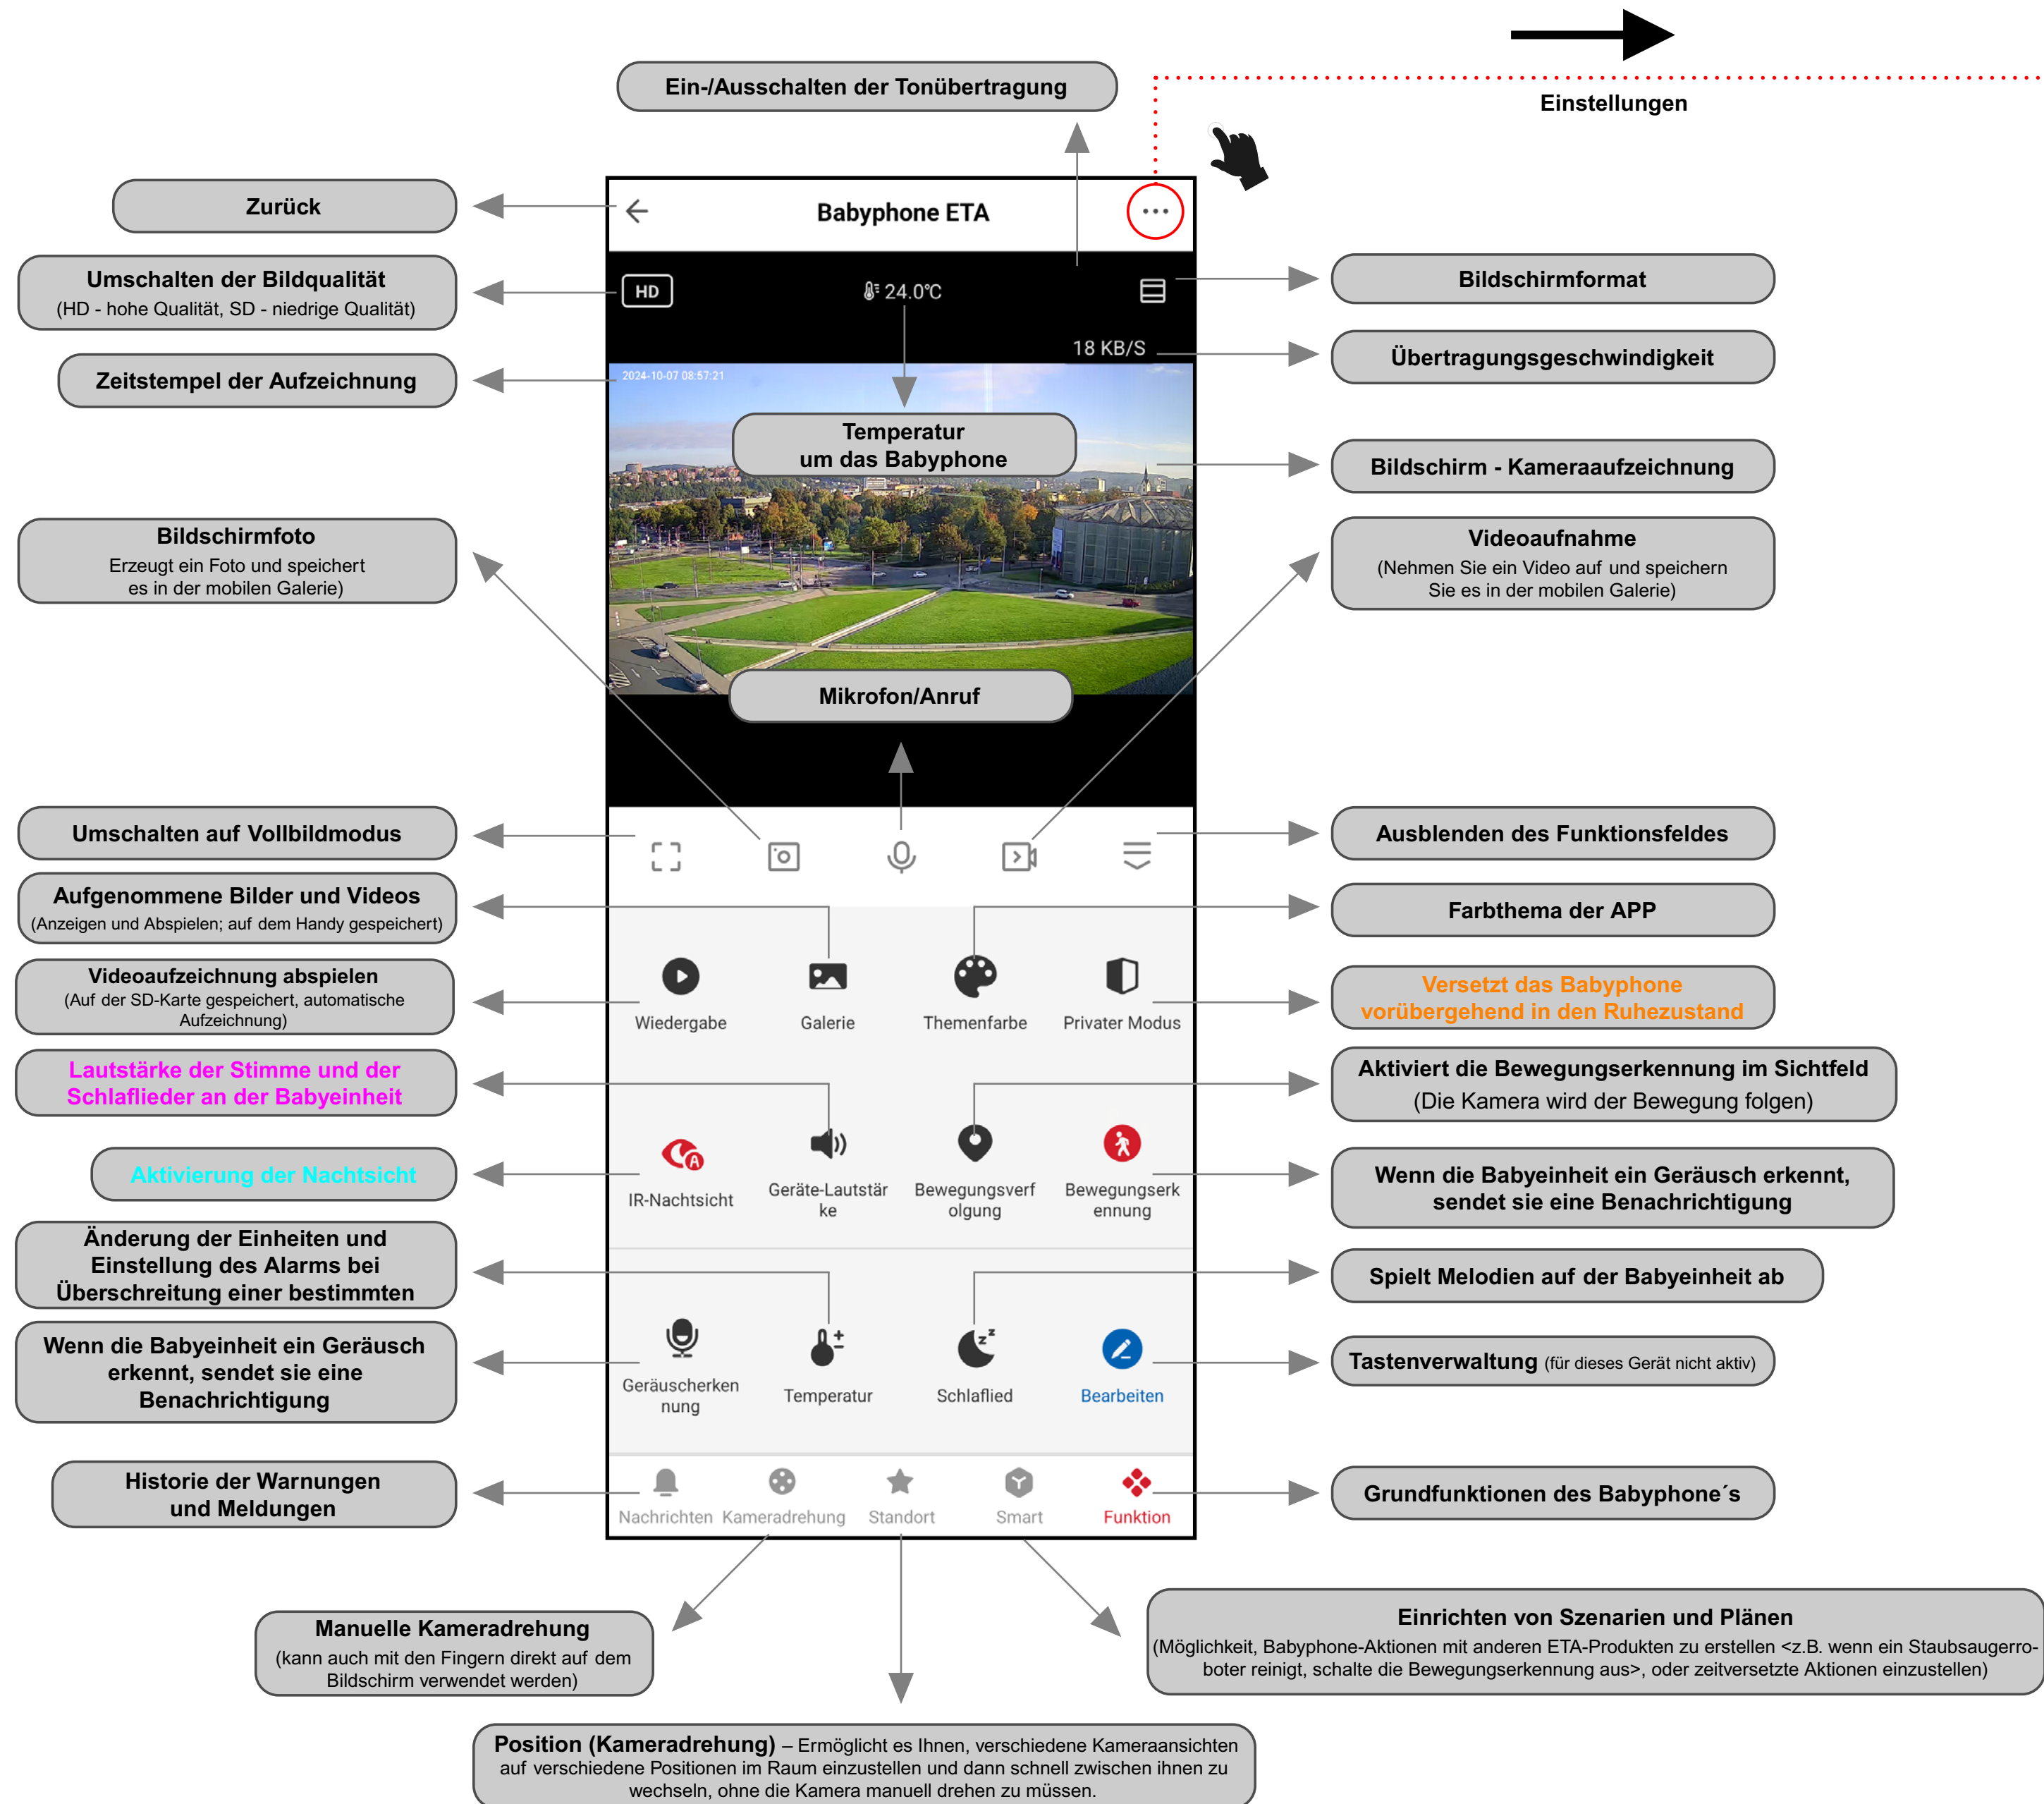 Ein-/Ausschalten der Tonübertragung
Einstellungen
Zurück
Babyphone ETA
Umschalten der Bildqualität
(HD - hohe Qualität, SD - niedrige Qualität)
HD
24.0℃
Bildschirmformat
18 KB/S
Übertragungsgeschwindigkeit
Zeitstempel der Aufzeichnung
2024-10-07 08:57:21
Temperatur
um das Babyphone
Bildschirm - Kameraaufzeichnung
Bildschirmfoto
Erzeugt ein Foto und speichert
es in der mobilen Galerie)
Videoaufnahme
(Nehmen Sie ein Video auf und speichern
Sie es in der mobilen Galerie)
Mikrofon/Anruf
Umschalten auf Vollbildmodus
Ausblenden des Funktionsfeldes
Aufgenommene Bilder und Videos
(Anzeigen und Abspielen; auf dem Handy gespeichert)
Farbthema der APP
Videoaufzeichnung abspielen
(Auf der SD-Karte gespeichert, automatische
Aufzeichnung)
Wiedergabe
Galerie
Themenfarbe
Privater Modus
Versetzt das Babyphone
vorübergehend in den Ruhezustand
Lautstärke der Stimme und der
Schlaflieder an der Babyeinheit
Aktiviert die Bewegungserkennung im Sichtfeld
(Die Kamera wird der Bewegung folgen)
Aktivierung der Nachtsicht
A
IR-Nachtsicht
Geräte-Lautstär
ke
Bewegungsverf
olgung
Bewegungserk
ennung
Wenn die Babyeinheit ein Geräusch erkennt,
sendet sie eine Benachrichtigung
Änderung der Einheiten und
Einstellung des Alarms bei
Überschreitung einer bestimmten
Spielt Melodien auf der Babyeinheit ab
Wenn die Babyeinheit ein Geräusch
erkennt, sendet sie eine
Benachrichtigung
z z
Geräuscherken
nung
Temperatur
Schlaflied
Bearbeiten
Tastenverwaltung (für dieses Gerät nicht aktiv)
Historie der Warnungen
und Meldungen
Nachrichten
Kameradrehung
Standort
Smart
Funktion
Grundfunktionen des Babyphone´s
Manuelle Kameradrehung
(kann auch mit den Fingern direkt auf dem
Bildschirm verwendet werden)
Einrichten von Szenarien und Plänen
(Möglichkeit, Babyphone-Aktionen mit anderen ETA-Produkten zu erstellen <z.B. wenn ein Staubsaugerro-
boter reinigt, schalte die Bewegungserkennung aus>, oder zeitversetzte Aktionen einzustellen)
Position (Kameradrehung) – Ermöglicht es Ihnen, verschiedene Kameraansichten
auf verschiedene Positionen im Raum einzustellen und dann schnell zwischen ihnen zu
wechseln, ohne die Kamera manuell drehen zu müssen.